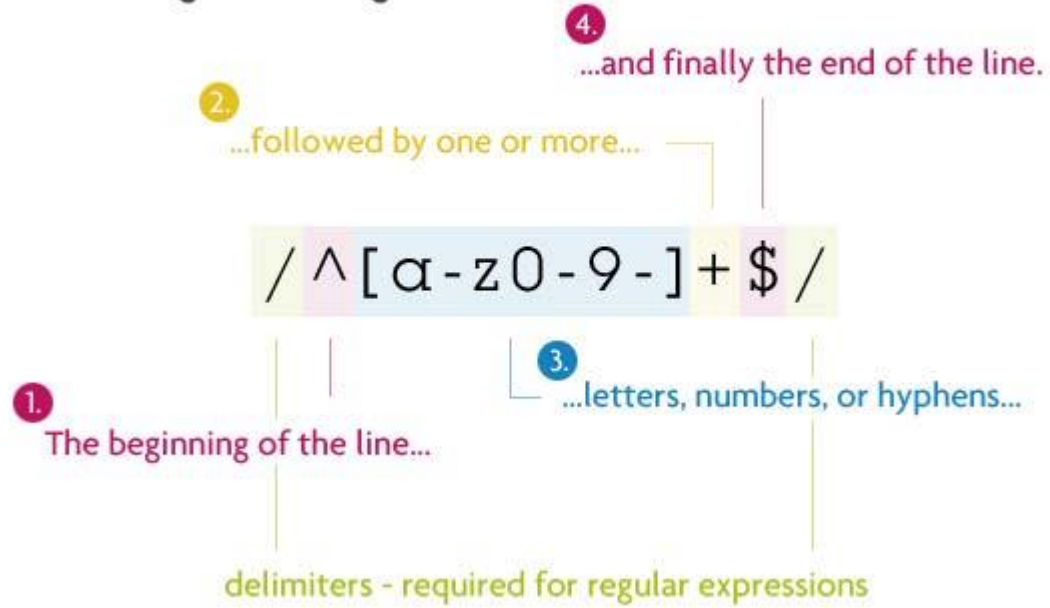 4.
...and finally the end of the line.
2.
...followed by one or more...
/^[a-z0-9-]+$/
3.
...letters, numbers, or hyphens...
1.
The beginning of the line...
delimiters - required for regular expressions